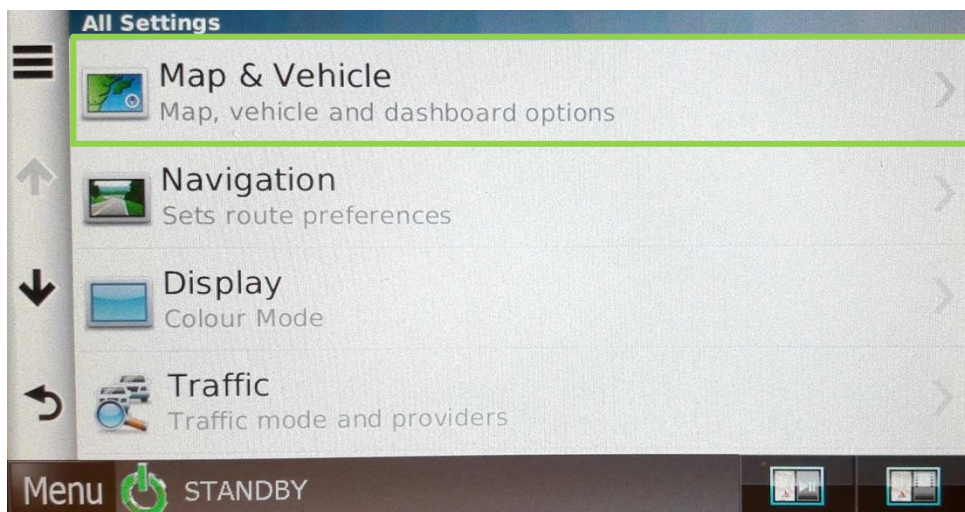 All Settings
Map & Vehicle
Map, vehicle and dashboard options
Navigation
Sets route preferences
Display
Colour Mode
Traffic
Traffic mode and providers
Menu STANDBY